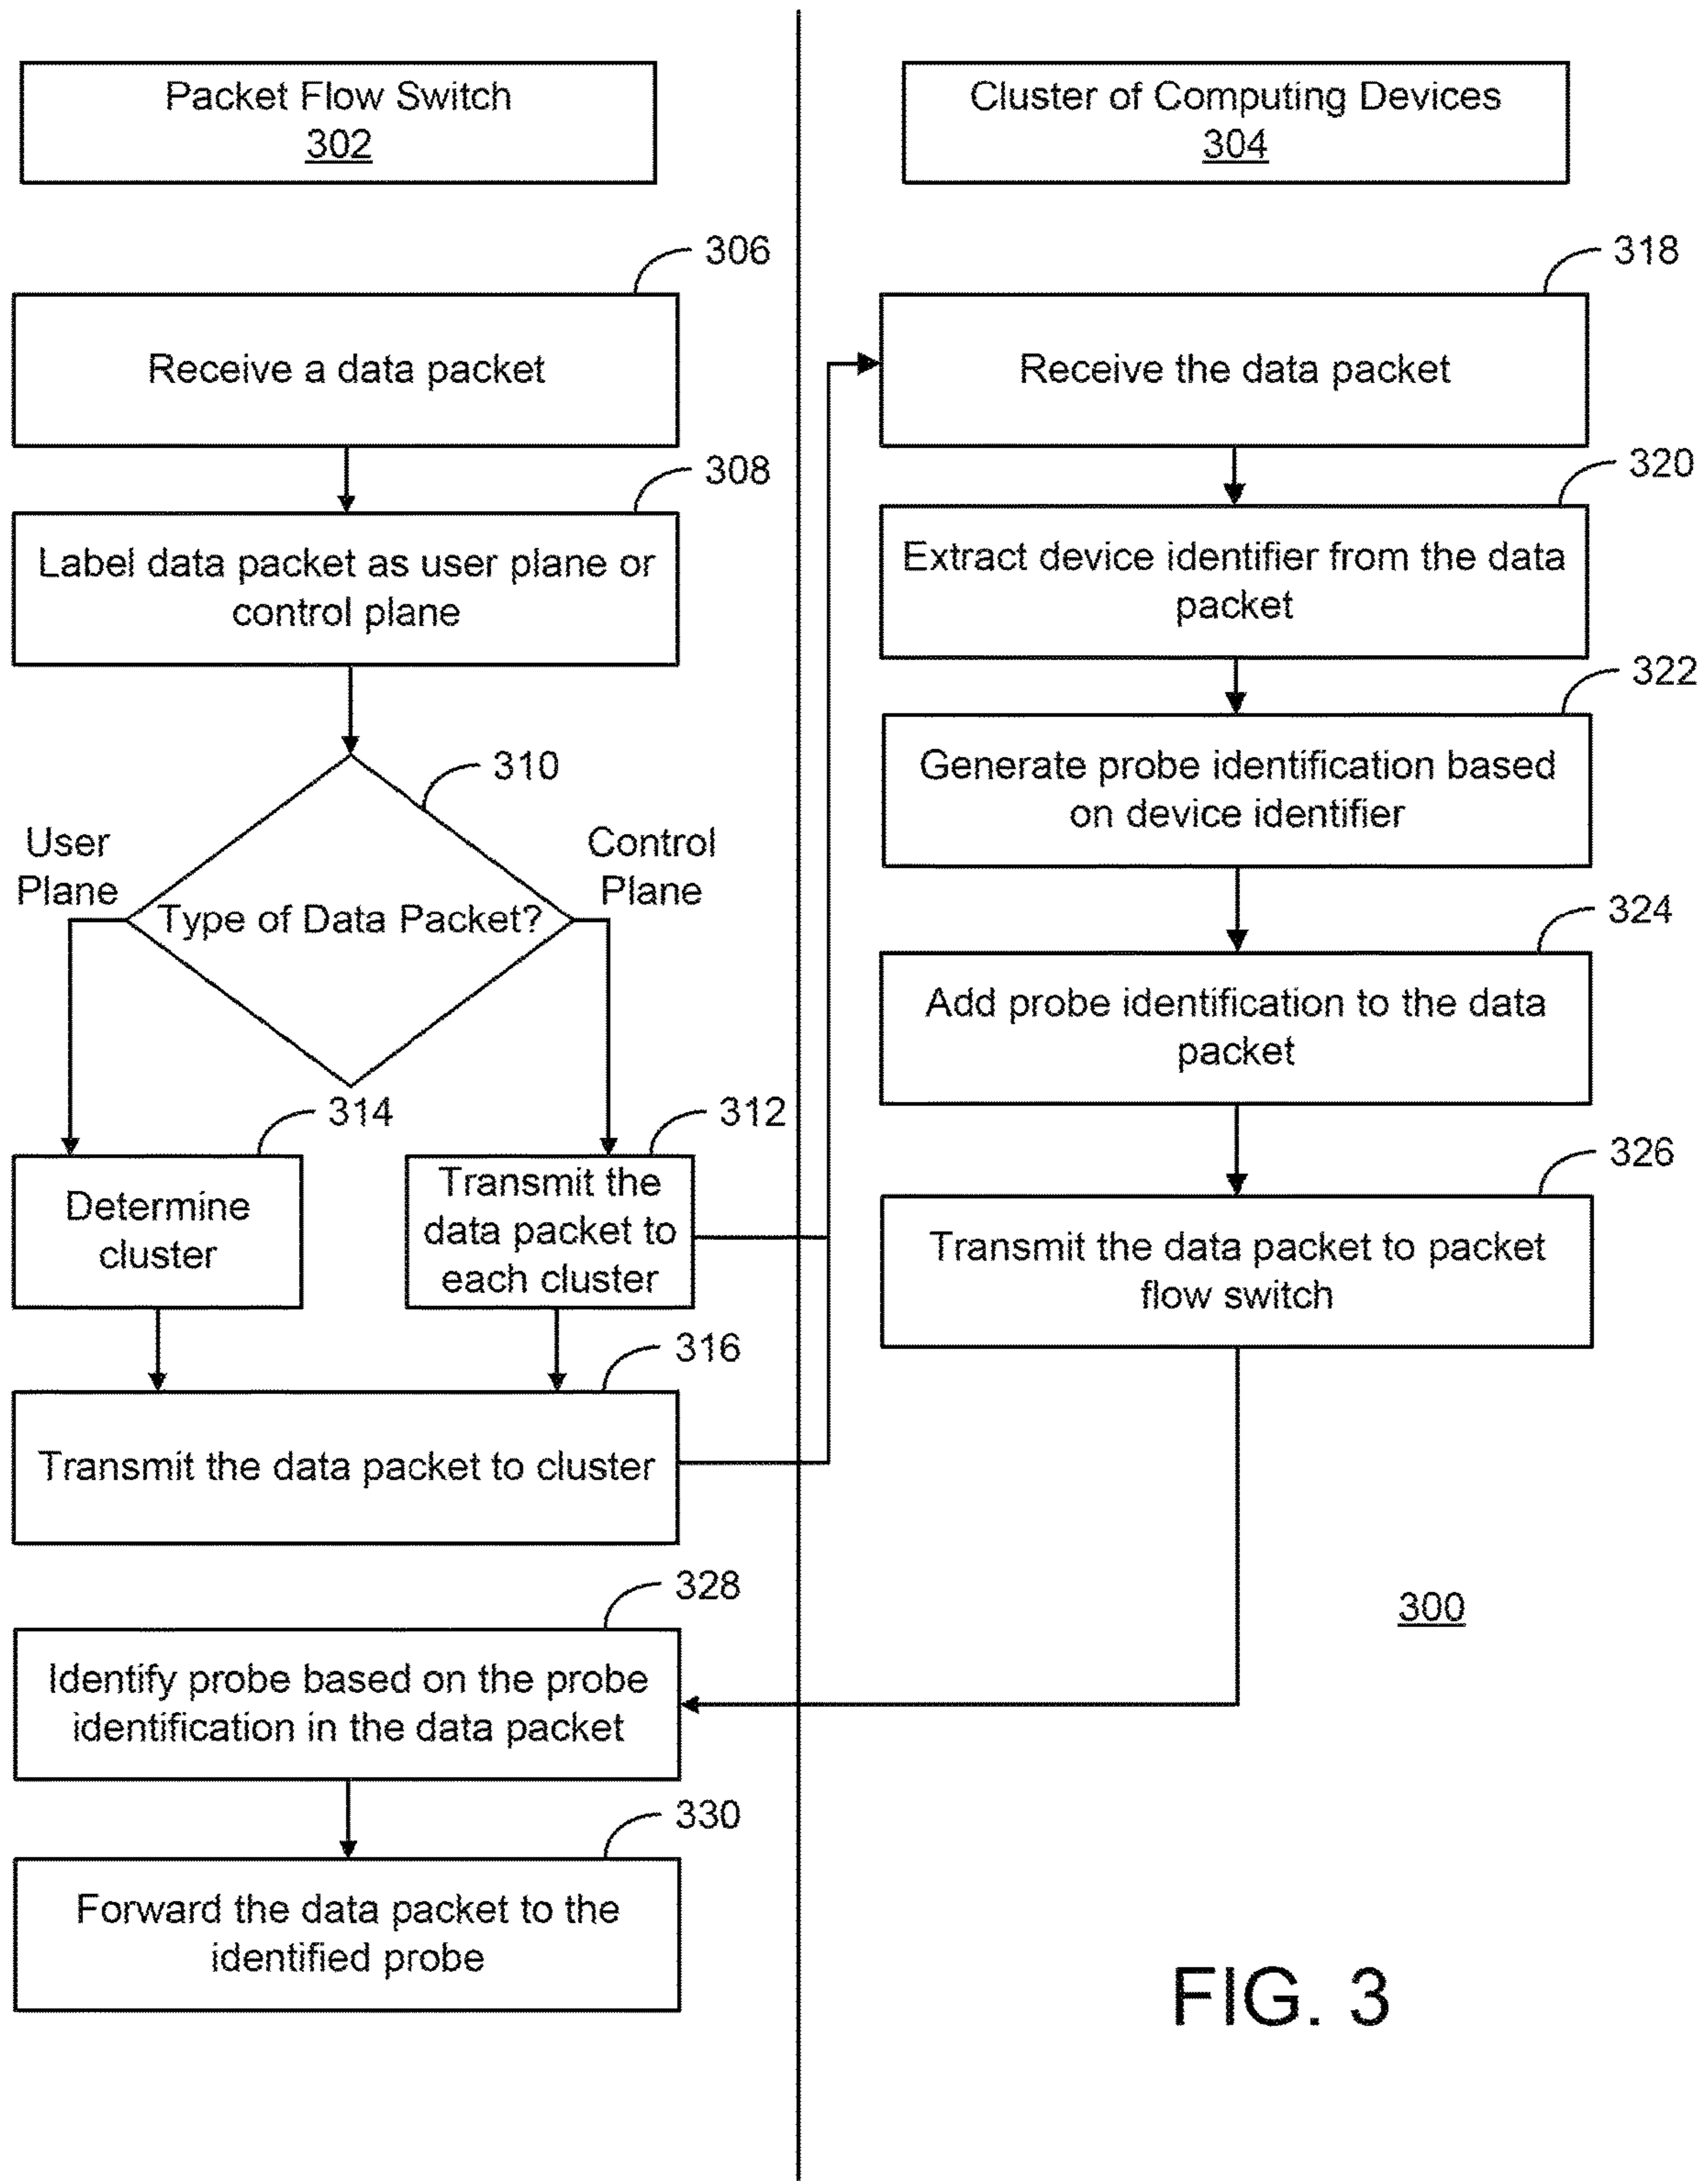 Packet Flow Switch
302
306
Receive a data packet
308
Label data packet as user plane or
control plane
310
User
Plane
Control
Plane
Type of Data Packet?
314
312
Determine
cluster
Transmit the
data packet to
each cluster
316
Transmit the data packet to cluster
328
Identify probe based on the probe
identification in the data packet
330
Forward the data packet to the
identified probe
Cluster of Computing Devices
304
318
Receive the data packet
320
Extract device identifier from the data
packet
322
Generate probe identification based
on device identifier
324
Add probe identification to the data
packet
326
Transmit the data packet to packet
flow switch
300
FIG. 3